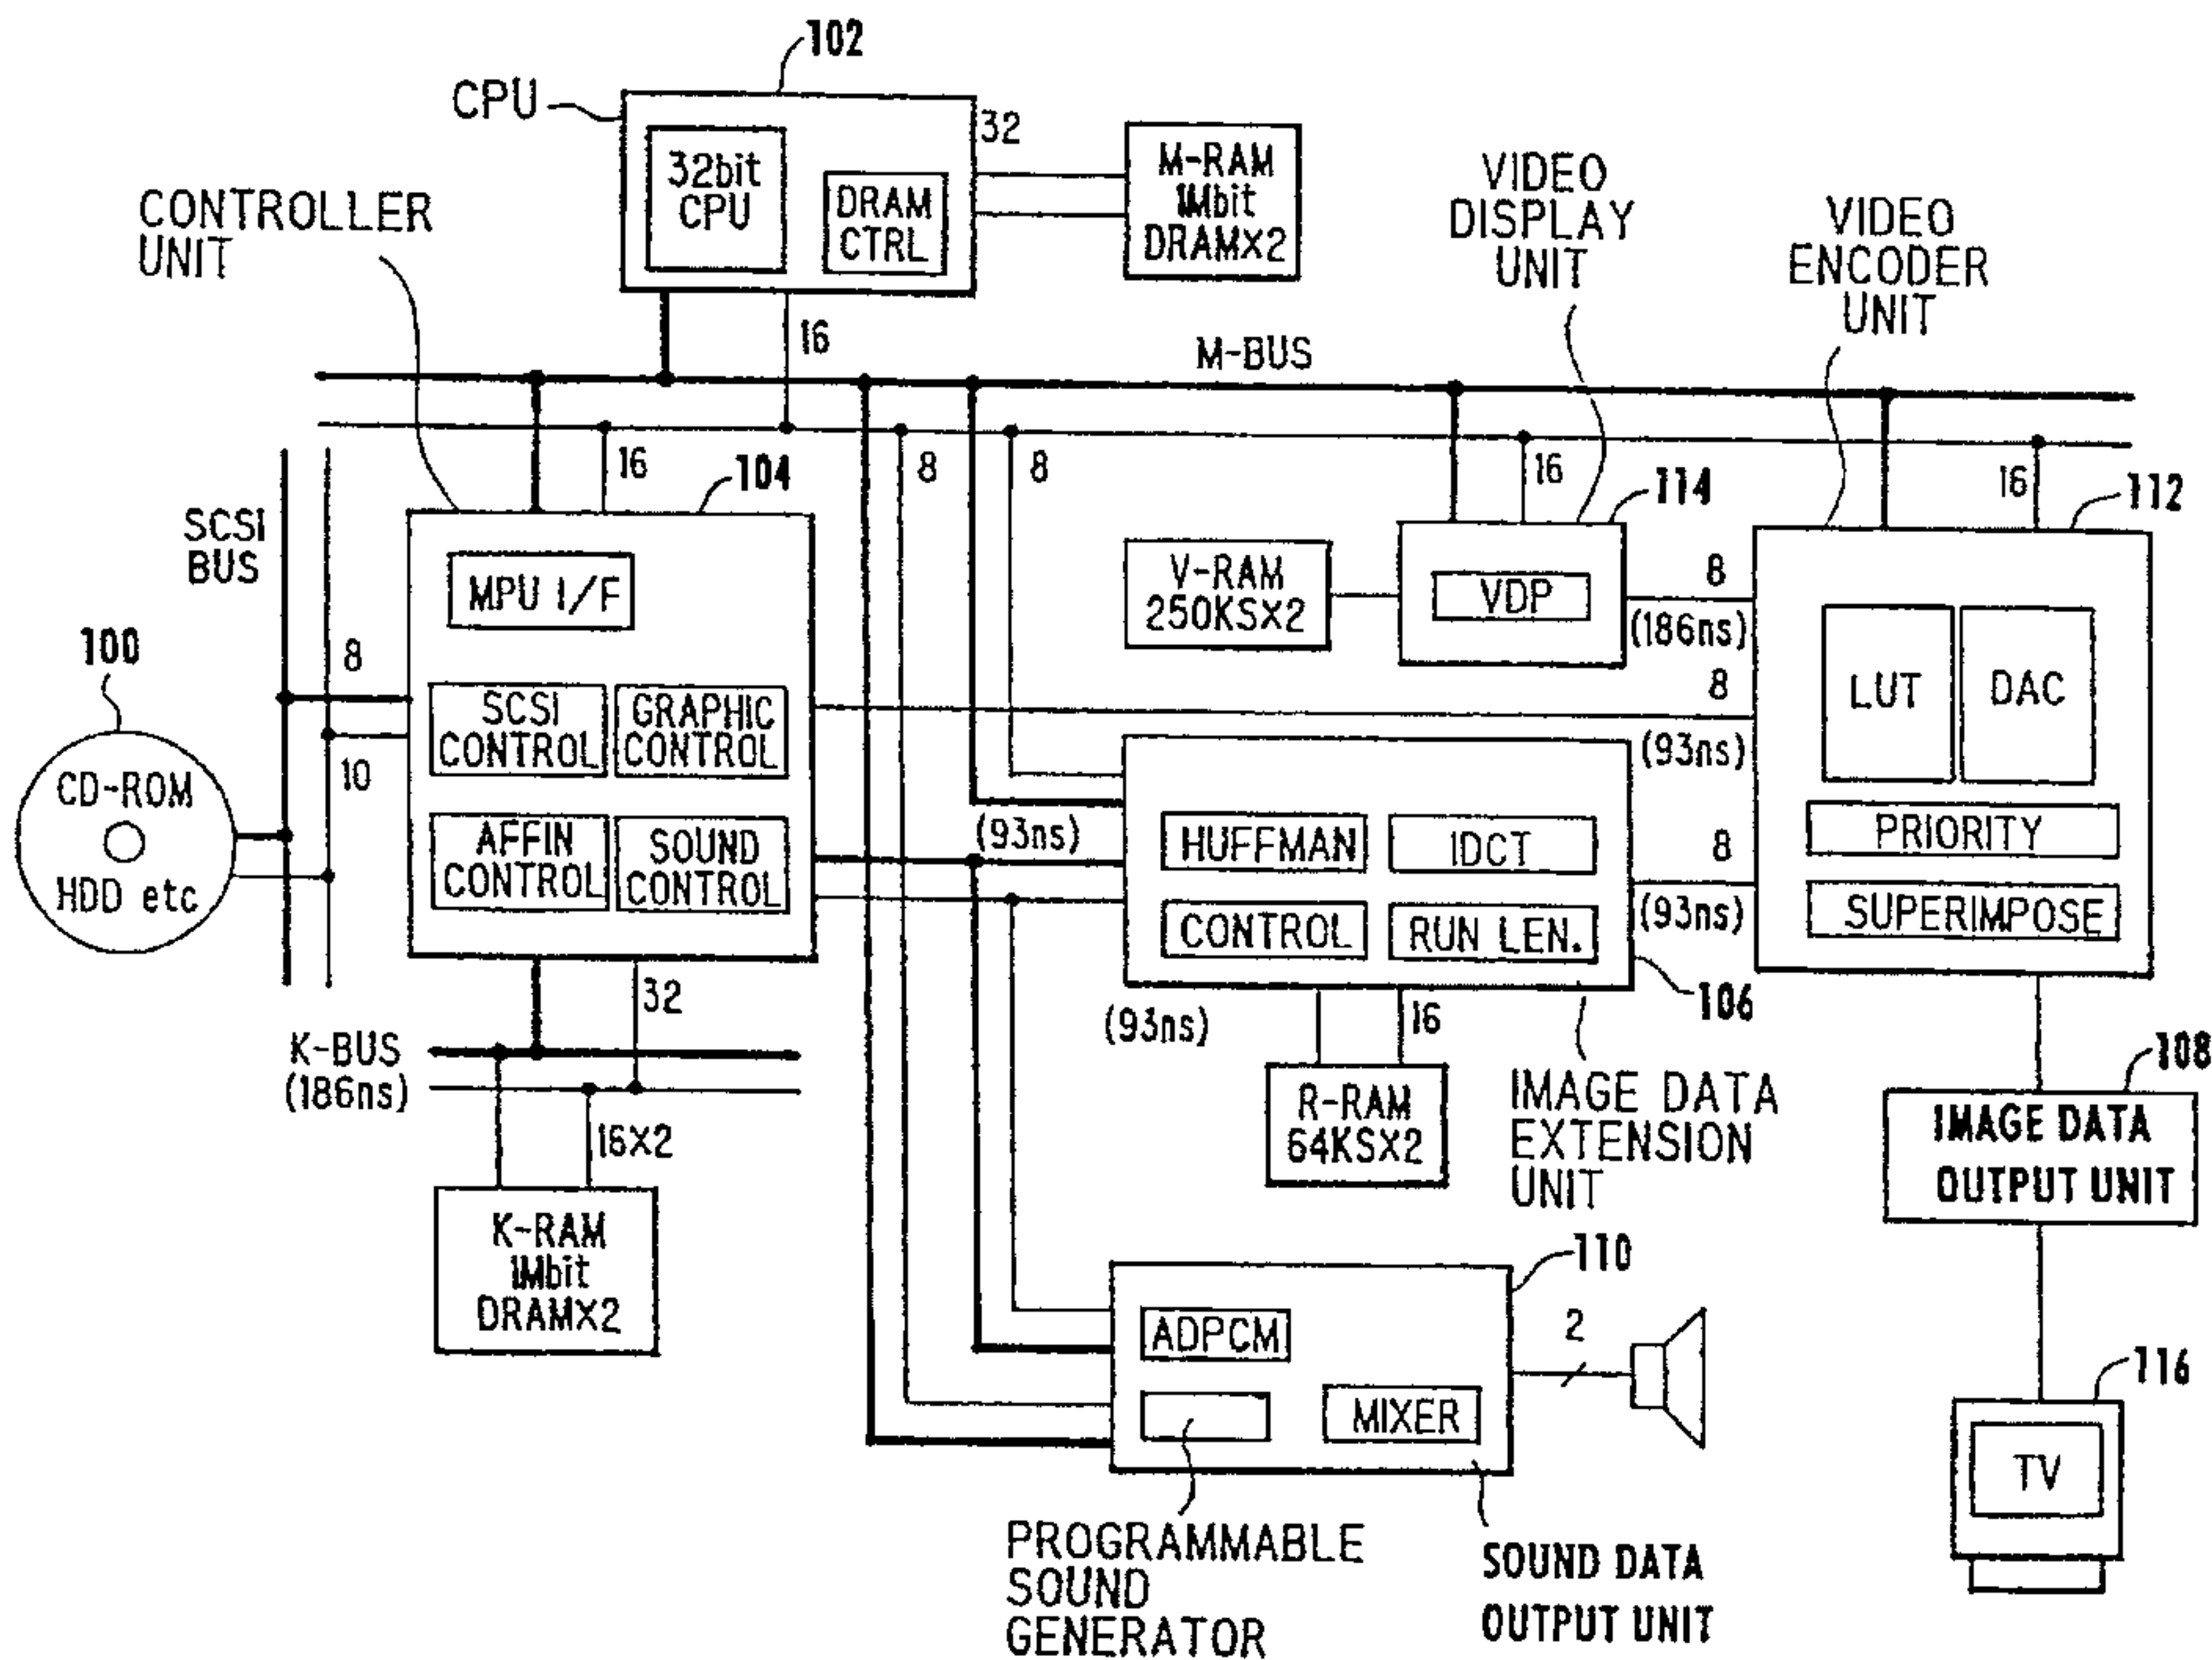 102
CPU
32
32bit
CPU
DRAM
CTRL
M-RAM
1Mbit
DRAMX2
CONTROLLER
UNIT
VIDEO
DISPLAY
UNIT
VIDEO
ENCODER
UNIT
16
M-BUS
16
104
8
8
16
114
16
112
SCSI
BUS
MPU I/F
V-RAM
250KSX2
VDP
8
(186ns)
100
8
SCSI
CONTROL
GRAPHIC
CONTROL
8
(93ns)
LUT
DAC
10
CD-ROM
HDD etc
AFFIN
CONTROL
SOUND
CONTROL
(93ns)
HUFFMAN
IDCT
8
(93ns)
PRIORITY
CONTROL
RUN LEN.
SUPERIMPOSE
32
(93ns)
16
106
K-BUS
(186ns)
R-RAM
64KSX2
IMAGE DATA
EXTENSION
UNIT
108
IMAGE DATA
OUTPUT UNIT
16X2
K-RAM
1Mbit
DRAMX2
110
ADPCM
2
MIXER
116
TV
PROGRAMMABLE
SOUND
GENERATOR
SOUND DATA
OUTPUT UNIT